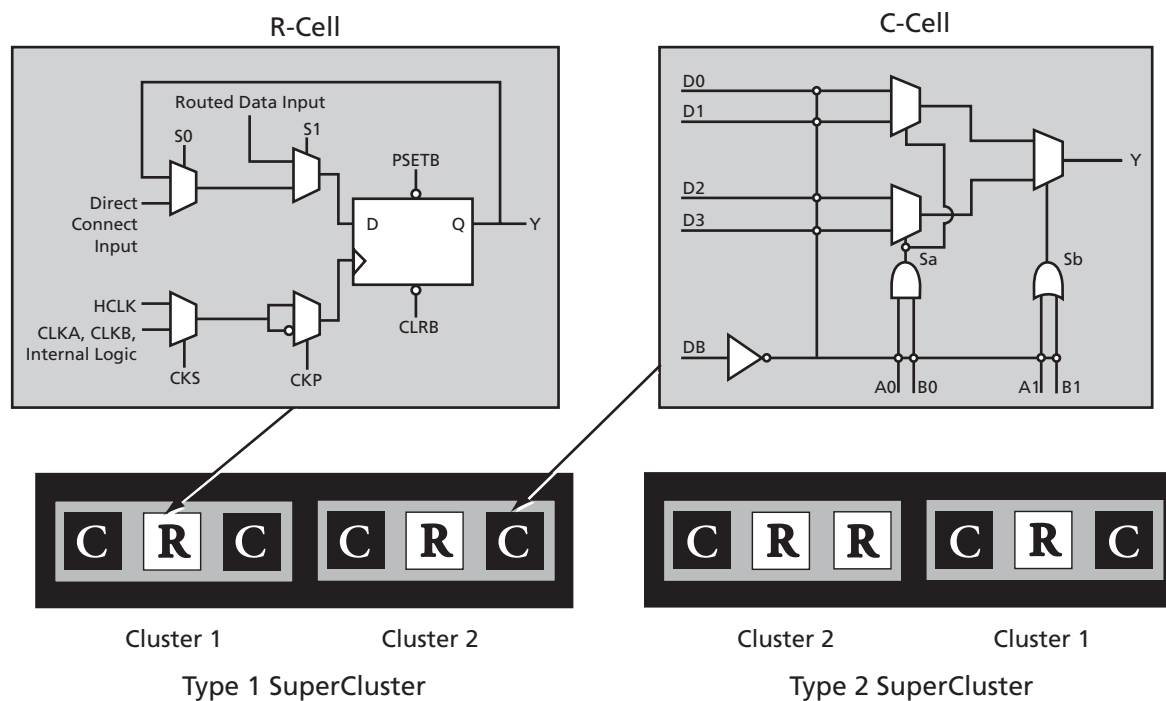 R-Cell
Routed Data Input
S0
S1
PSETB
Direct
Connect
Input
D
Q
Y
HCLK
CLKA, CLKB,
Internal Logic
CKS
CKP
CLRB
C-Cell
D0
D1
D2
D3
Y
Sa
Sb
DB
A0
B0
A1
B1
C R C
C R C
Cluster 1
Cluster 2
Type 1 SuperCluster
C R R
C R C
Cluster 2
Cluster 1
Type 2 SuperCluster